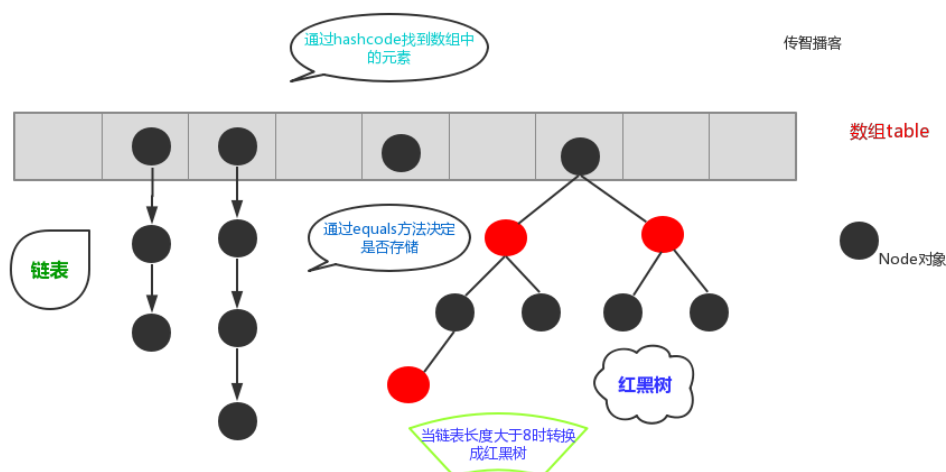 通过hashcode找到数组中
的元素
传智播客
数组table
通过equals方法决定
是否存储
链表
Node对象
红黑树
当链表长度大于8时转换
成红黑树